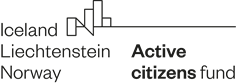 Iceland
Liechtenstein
Norway
Active
citizens fund